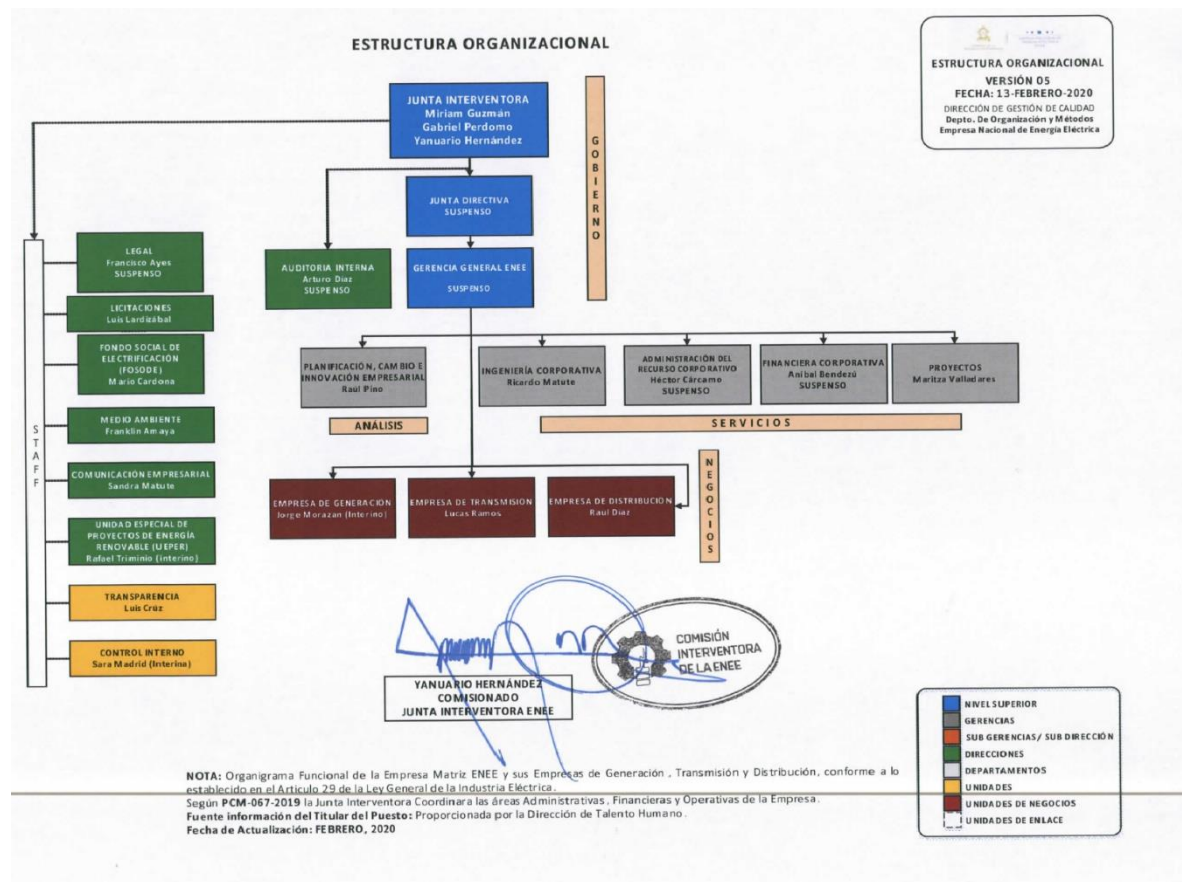 ESTRUCTURA ORGANIZACIONAL
ESTRUCTURA ORGANIZACIONAL
VERSIÓN 05
FECHA: 13-FEBRERO-2020
DIRECCIÓN DE GESTIÓN DE CALIDAD
Depto. De Organización y Métodos
Empresa Nacional de Energía Eléctrica
JUNTA INTERVENTORA
Miriam Guzmán
Gabriel Perdomo
Yanuario Hernández
GOBIERNO
JUNTA DIRECTIVA
SUSPENSO
AUDITORIA INTERNA
Arturo Diaz
SUSPENSO
GERENCIA GENERAL ENEE
SUSPENSO
STAFF
LEGAL
Francisco Ayes
SUSPENSO
LICITACIONES
Luis Lardizábal
FONDO SOCIAL DE
ELECTRIFICACIÓN
(FOSODE)
Mario Cardona
MEDIO AMBIENTE
Franklin Amaya
COMUNICACIÓN EMPRESARIAL
Sandra Matute
UNIDAD ESPECIAL DE
PROYECTOS DE ENERGÍA
RENOVABLE (UEPER)
Rafael Triminio (interino)
TRANSPARENCIA
Luis Crúz
CONTROL INTERNO
Sara Madrid (Interina)
PLANIFICACIÓN, CAMBIO E
INNOVACIÓN EMPRESARIAL
Raúl Pino
INGENIERÍA CORPORATIVA
Ricardo Matute
ADMINISTRACIÓN DEL
RECURSO CORPORATIVO
Héctor Cárcamo
SUSPENSO
FINANCIERA CORPORATIVA
Aníbal Bendezú
SUSPENSO
PROYECTOS
Maritza Valladares
ANÁLISIS
SERVICIOS
NEGOCIOS
EMPRESA DE GENERACIÓN
Jorge Morazan (Interino)
EMPRESA DE TRANSMISIÓN
Lucas Ramos
EMPRESA DE DISTRIBUCIÓN
Raul Diaz
COMISIÓN
INTERVENTORA
DE LA ENEE
YANUARIO HERNÁNDEZ
COMISIONADO
JUNTA INTERVENTORA ENEE
NIVEL SUPERIOR
GERENCIAS
SUB GERENCIAS/ SUB DIRECCIÓN
DIRECCIONES
DEPARTAMENTOS
UNIDADES
UNIDADES DE NEGOCIOS
UNIDADES DE ENLACE
NOTA: Organigrama Funcional de la Empresa Matriz ENEE y sus Empresas de Generación , Transmisión y Distribución, conforme a lo
establecido en el Articulo 29 de la Ley General de la Industria Eléctrica.
Según PCM-067-2019 la Junta Interventora Coordinara las áreas Administrativas, Financieras y Operativas de la Empresa.
Fuente información del Titular del Puesto: Proporcionada por la Dirección de Talento Humano.
Fecha de Actualización: FEBRERO, 2020